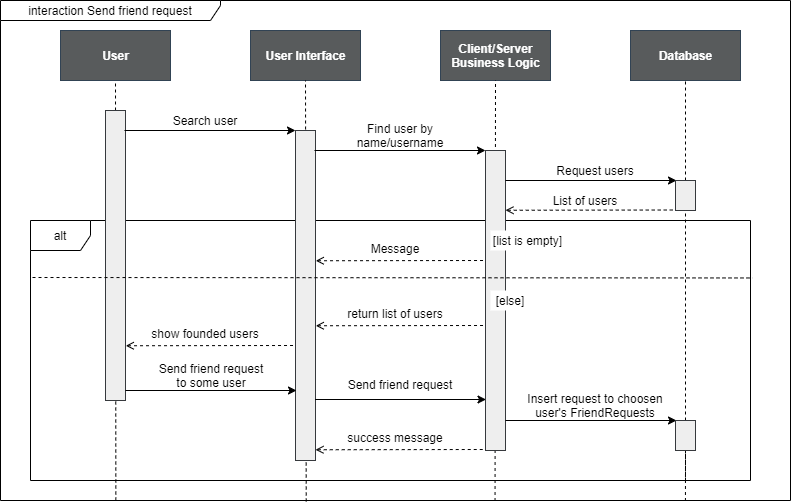 interaction Send friend request
User
User Interface
Client/Server
Business Logic
Database
Search user
Find user by
name/username
Request users
List of users
alt
[list is empty]
Message
[else]
return list of users
show founded users
Send friend request
to some user
Send friend request
Insert request to choosen
user's FriendRequests
success message